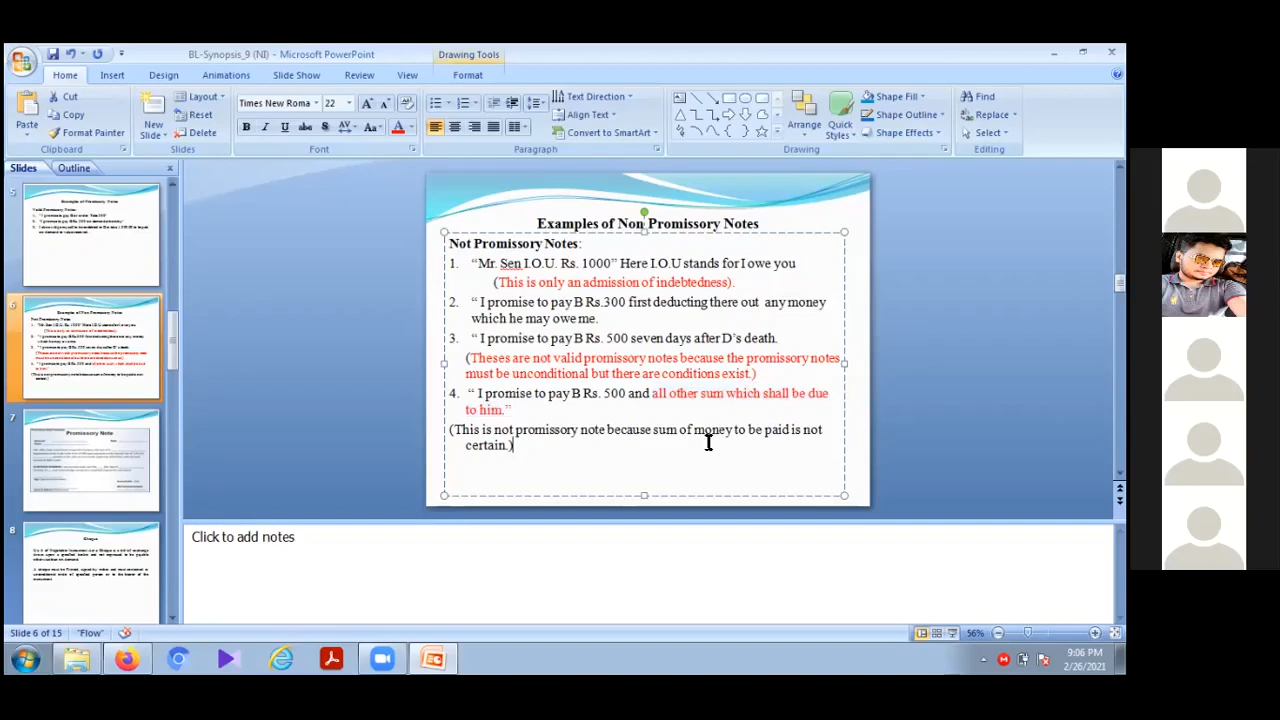 BL-Synopsis_9 (NI) - Microsoft PowerPoint
Drawing Tools
Home Insert Design Animations Slide Show Review View Format
Paste
Cut
Copy
Format Painter
Clipboard
New Slide
Layout
Reset
Delete
Slides
Times New Roma 22
B I U abc S AV Aa A
Font
Text Direction
Align Text
Convert to SmartArt
Paragraph
Arrange
Quick Styles
Shape Fill
Shape Outline
Shape Effects
Drawing
Find
Replace
Select
Editing
Slides Outline
5
6
7
Promissory Note
8
Cheque
Examples of Non Promissory Notes
Not Promissory Notes:
1. “Mr. Sen I.O.U. Rs. 1000” Here I.O.U stands for I owe you
(This is only an admission of indebtedness).
2. “ I promise to pay B Rs.300 first deducting there out any money
which he may owe me.
3. “ I promise to pay B Rs. 500 seven days after D’s death.
(Theses are not valid promissory notes because the promissory notes
must be unconditional but there are conditions exist.)
4. “ I promise to pay B Rs. 500 and all other sum which shall be due
to him.”
(This is not promissory note because sum of money to be paid is not
certain.)
Click to add notes
Slide 6 of 15 "Flow" 56%
9:06 PM
2/26/2021